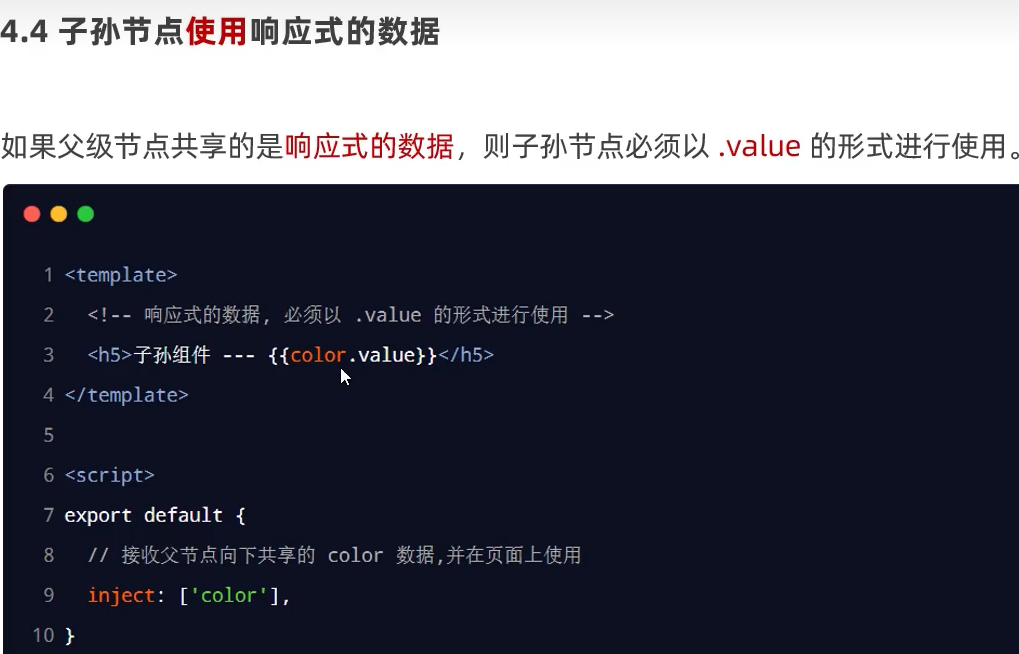 4.4 子孙节点使用响应式的数据
如果父级节点共享的是响应式的数据，则子孙节点必须以 .value 的形式进行使用。
1 <template>
2   <!-- 响应式的数据, 必须以 .value 的形式进行使用 -->
3   <h5>子孙组件 --- {{color.value}}</h5>
4 </template>
5
6 <script>
7 export default {
8   // 接收父节点向下共享的 color 数据,并在页面上使用
9   inject: ['color'],
10 }